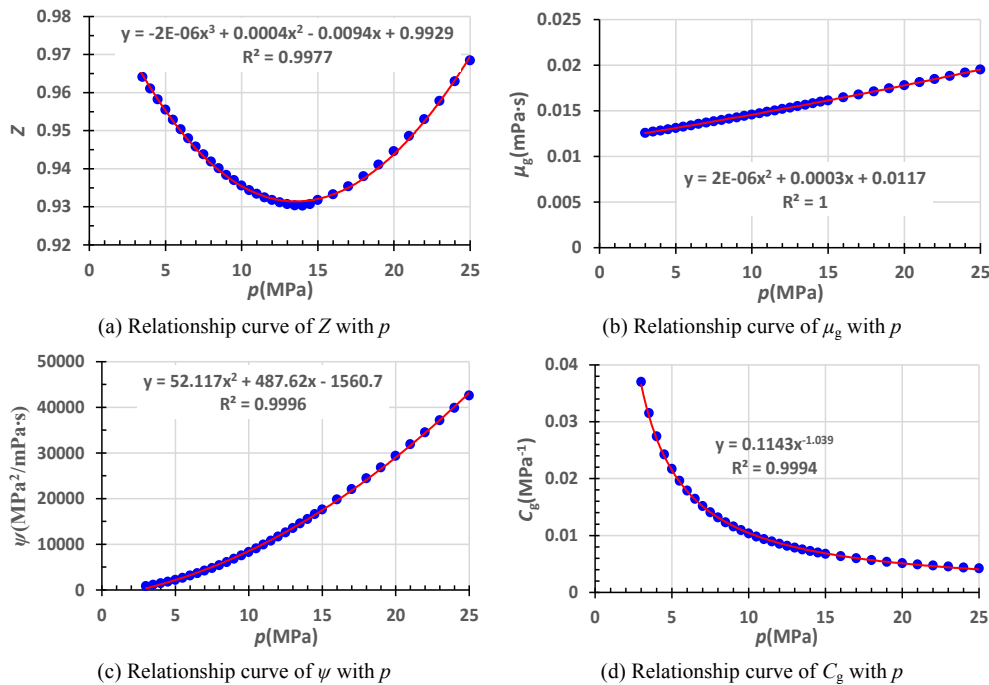 0.98
0.97
0.96
0.95
0.94
0.93
0.92
Z
y = -2E-06x³ + 0.0004x² - 0.0094x + 0.9929
R² = 0.9977
0 5 10 15 20 25
p(MPa)
(a) Relationship curve of Z with p
0.025
0.02
0.015
0.01
0.005
0
μg(mPa·s)
y = 2E-06x² + 0.0003x + 0.0117
R² = 1
0 5 10 15 20 25
p(MPa)
(b) Relationship curve of μg with p
50000
40000
30000
20000
10000
0
ψ(MPa²/mPa·s)
y = 52.117x² + 487.62x - 1560.7
R² = 0.9996
0 5 10 15 20 25
p(MPa)
(c) Relationship curve of ψ with p
0.04
0.03
0.02
0.01
0
Cg(MPa⁻¹)
y = 0.1143x⁻¹·⁰³⁹
R² = 0.9994
0 5 10 15 20 25
p(MPa)
(d) Relationship curve of Cg with p